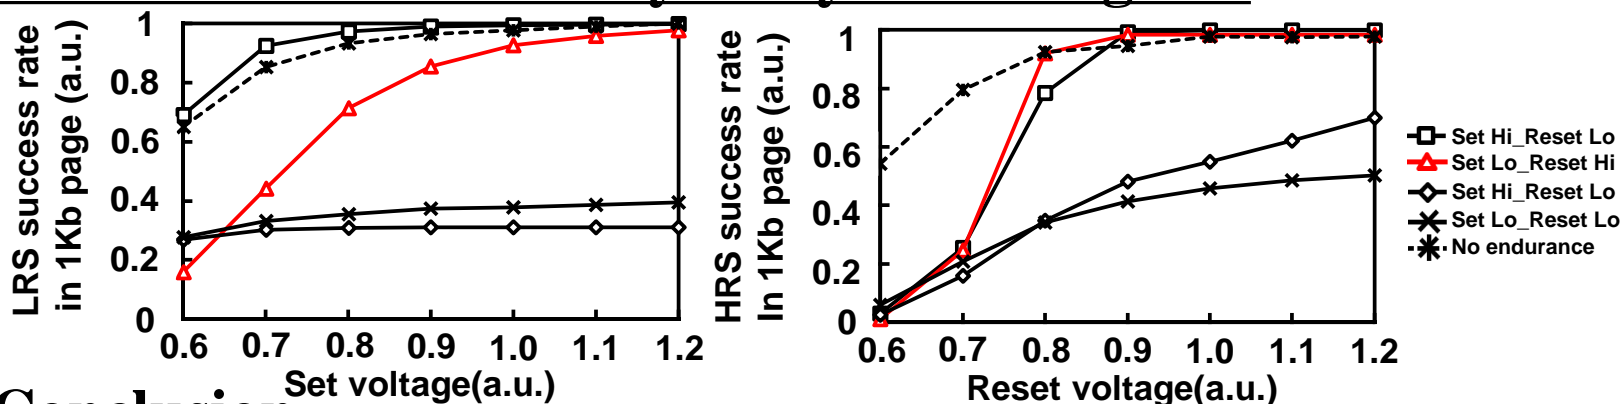 LRS success rate
in 1Kb page (a.u.)
1
0.8
0.6
0.4
0.2
0
0.6 0.7 0.8 0.9 1.0 1.1 1.2
Set voltage(a.u.)
HRS success rate
In 1Kb page (a.u.)
1
0.8
0.6
0.4
0.2
0
0.6 0.7 0.8 0.9 1.0 1.1 1.2
Reset voltage(a.u.)
Set Hi_Reset Lo
Set Lo_Reset Hi
Set Hi_Reset Lo
Set Lo_Reset Lo
No endurance
Conclusion